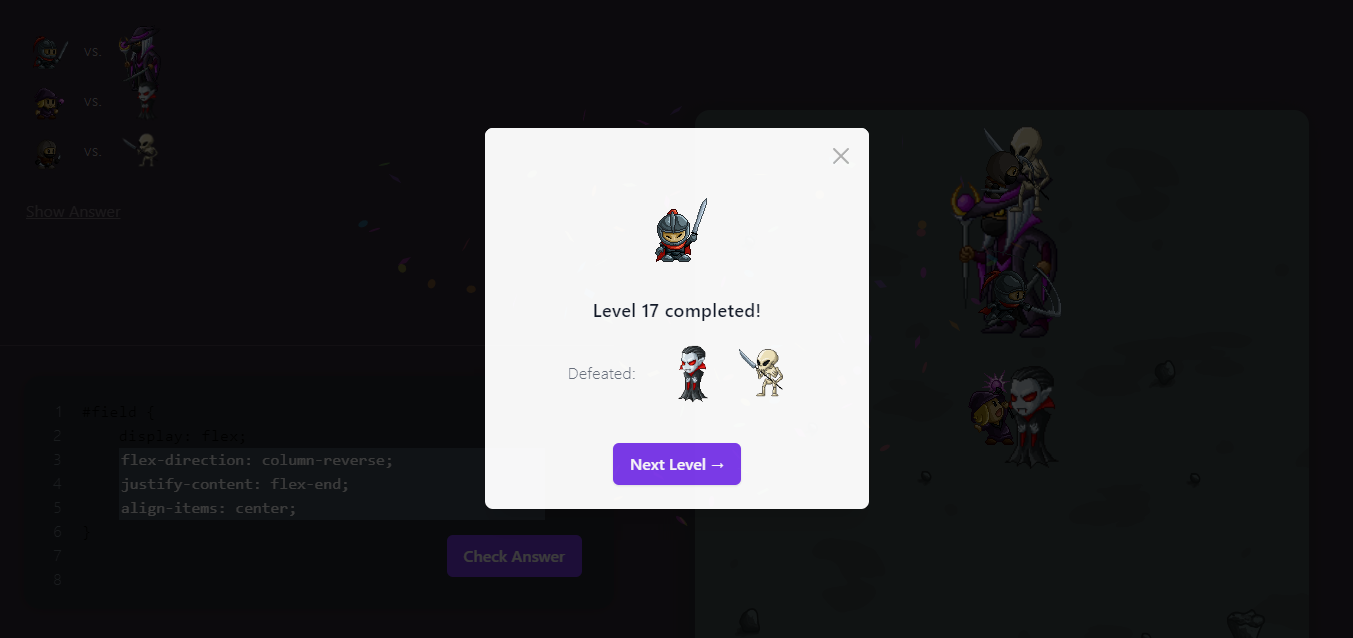 vs.
vs.
vs.
Show Answer
1 #field {
2 display: flex;
3 flex-direction: column-reverse;
4 justify-content: flex-end;
5 align-items: center;
6 }
7
8
Check Answer
Level 17 completed!
Defeated:
Next Level →